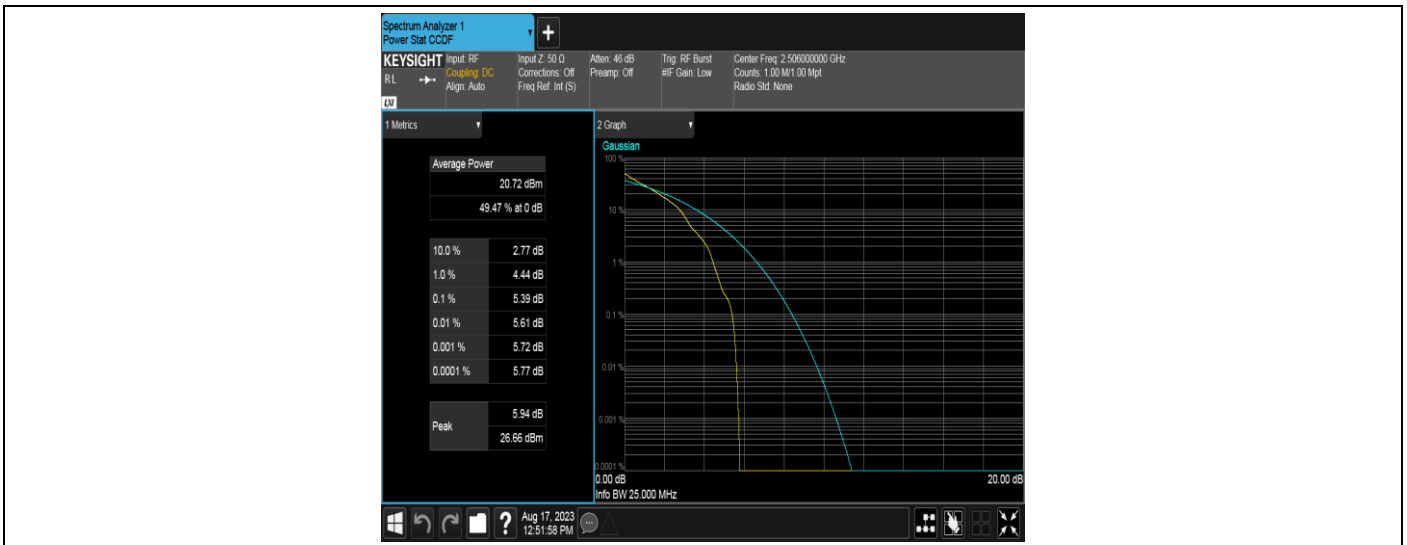 Spectrum Analyzer 1
Power Stat CCDF
+
KEYSIGHT
RL
LXI
Input: RF
Coupling: DC
Align: Auto
Input Z: 50 Ω
Corrections: Off
Freq Ref: Int (S)
Atten: 46 dB
Preamp: Off
Trig: RF Burst
#IF Gain: Low
Center Freq: 2.506000000 GHz
Counts: 1.00 M/1.00 Mpt
Radio Std: None
1 Metrics
Average Power
20.72 dBm
49.47 % at 0 dB
10.0 % 2.77 dB
1.0 % 4.44 dB
0.1 % 5.39 dB
0.01 % 5.61 dB
0.001 % 5.72 dB
0.0001 % 5.77 dB
Peak
5.94 dB
26.66 dBm
2 Graph
Gaussian
100 %
10 %
1 %
0.1 %
0.01 %
0.001 %
0.0001 %
0.00 dB 20.00 dB
Info BW 25.000 MHz
?
Aug 17, 2023
12:51:58 PM